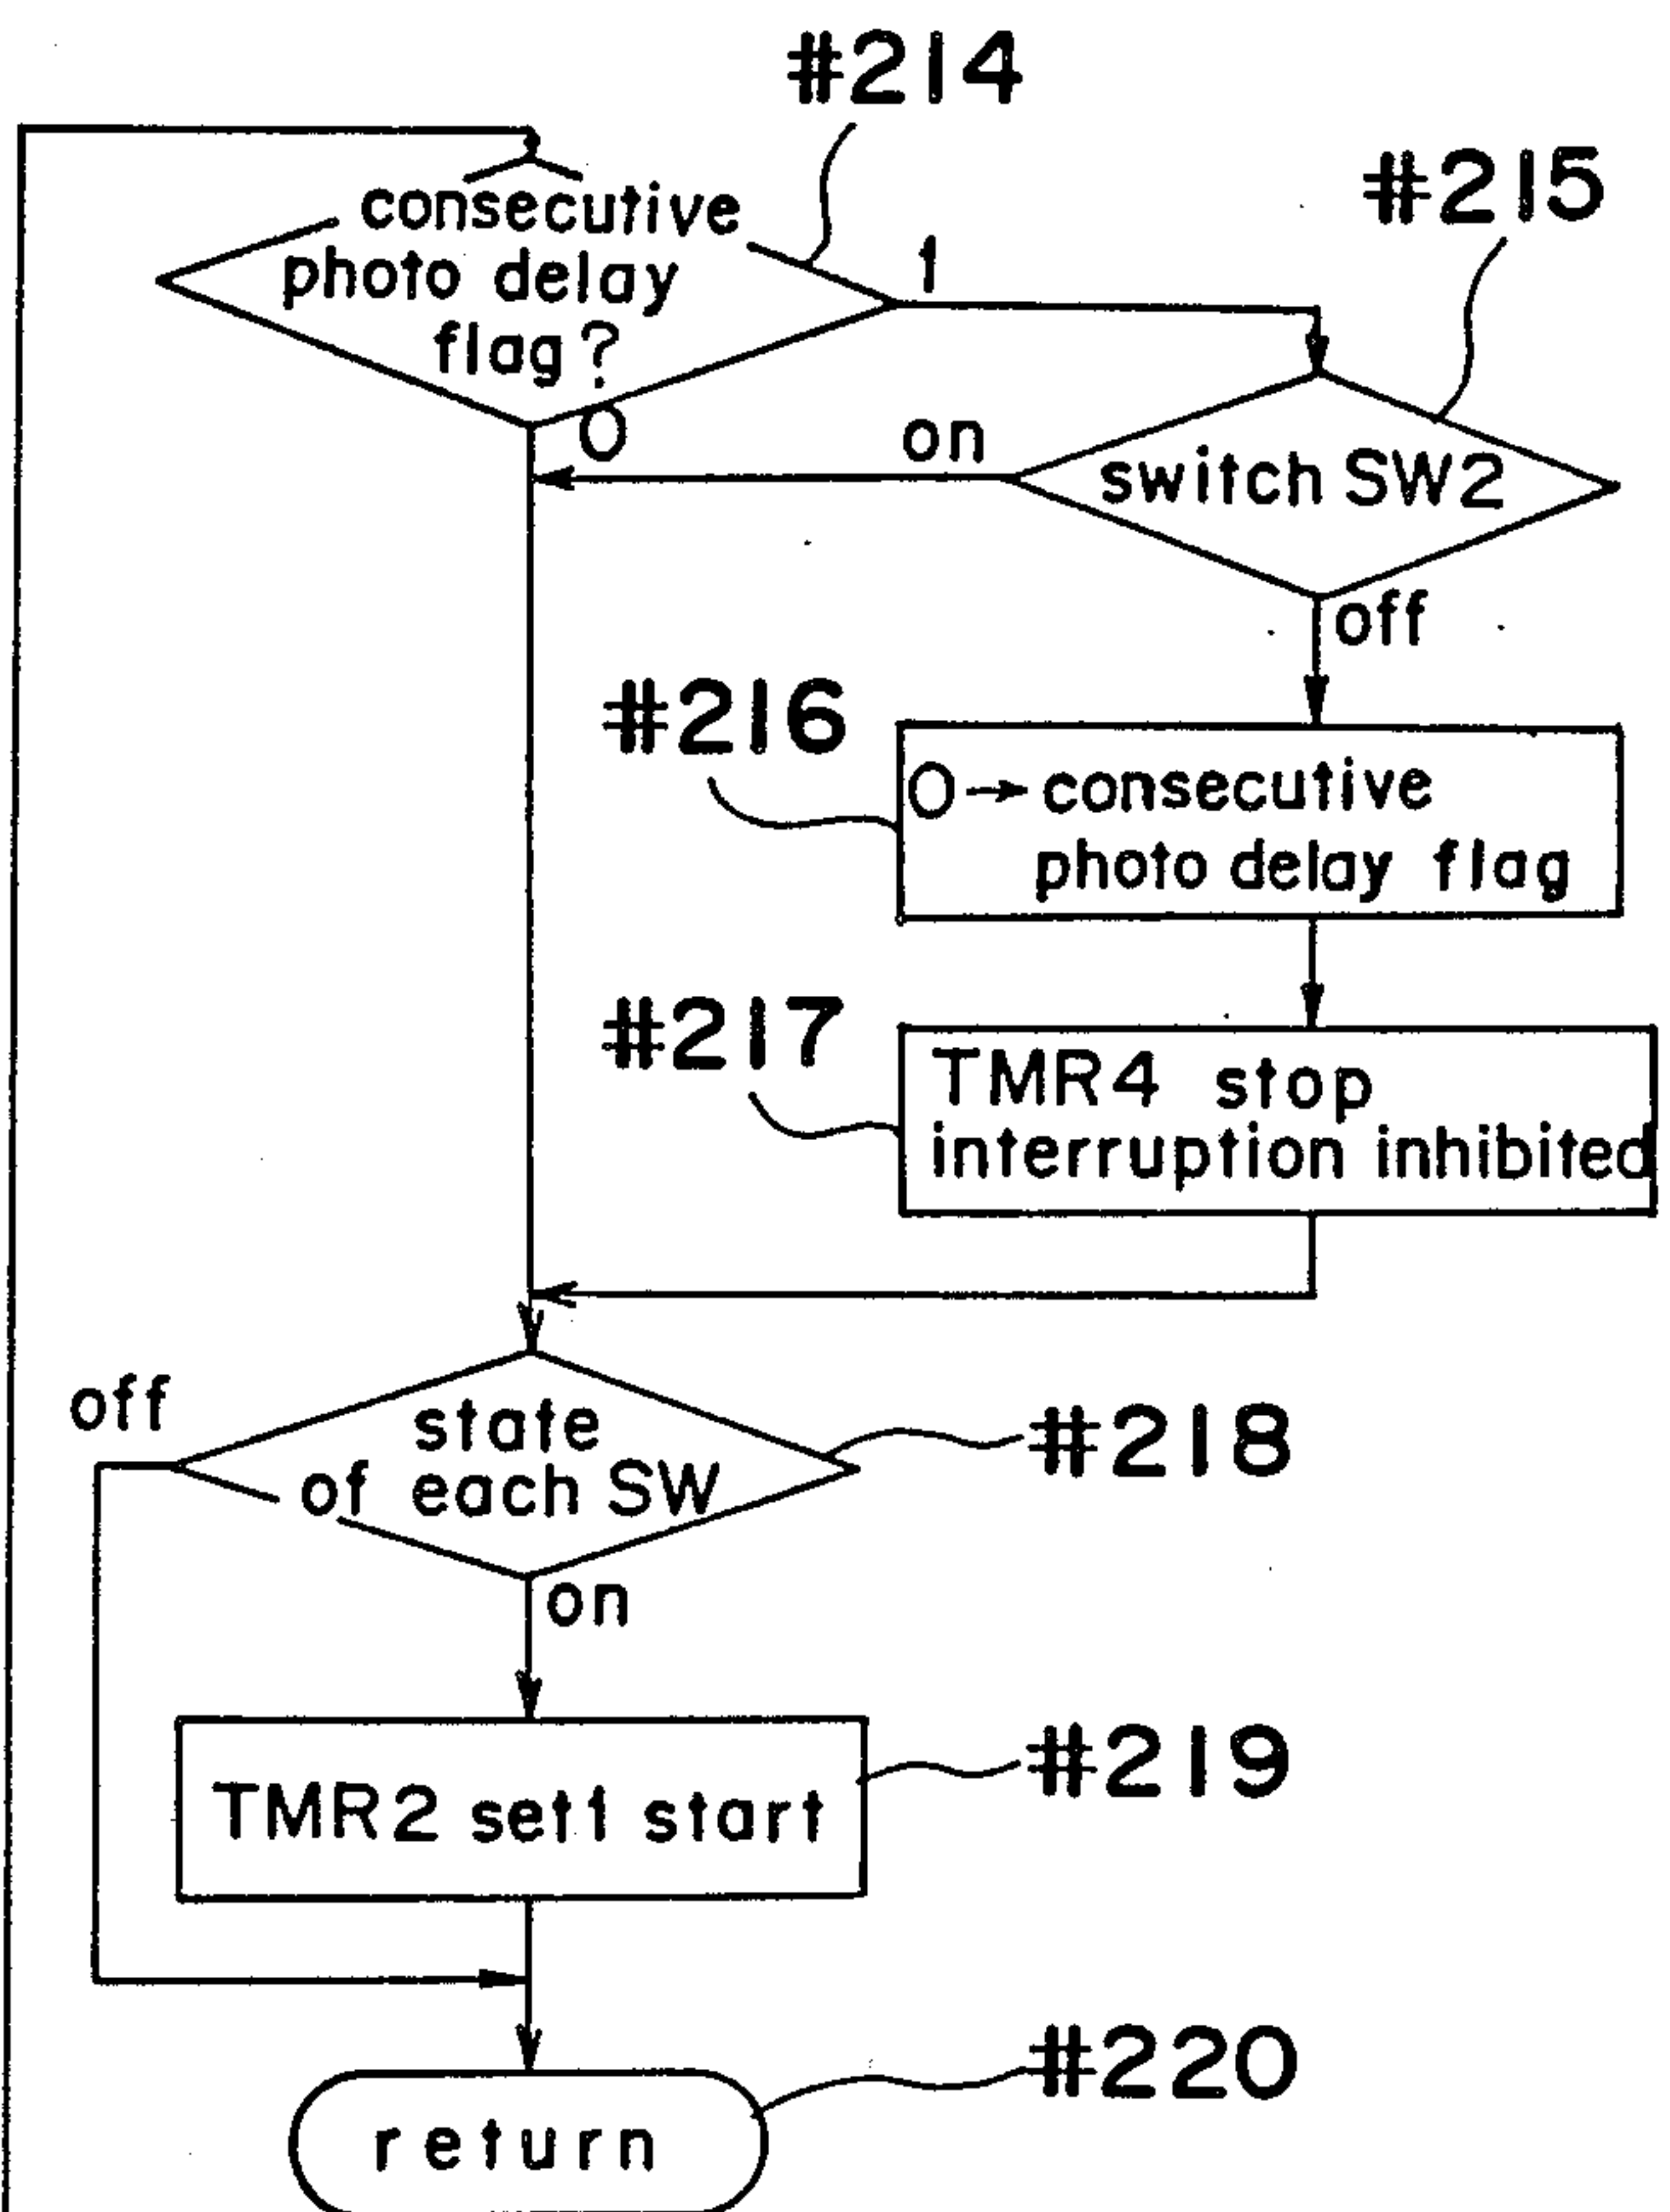 #214
consecutive
photo delay
flag?
1
0
#215
on
switch SW2
off
#216
0→consecutive
photo delay flag
#217
TMR4 stop
interruption inhibited
off
state
of each SW
#218
on
TMR2 set1 start
#219
return
#220